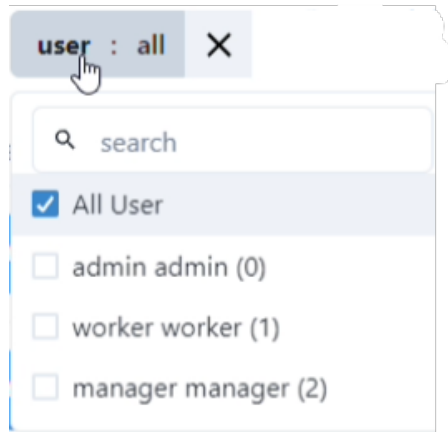 user : all
search
All User
admin admin (0)
worker worker (1)
manager manager (2)